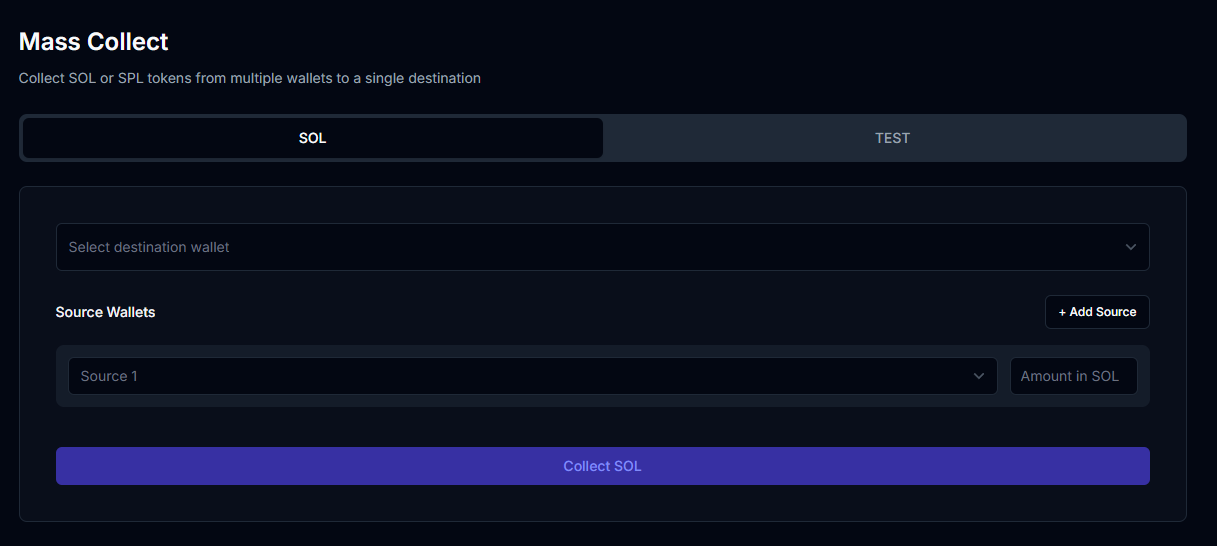 Mass Collect
Collect SOL or SPL tokens from multiple wallets to a single destination
SOL
TEST
Select destination wallet
Source Wallets
+ Add Source
Source 1
Amount in SOL
Collect SOL